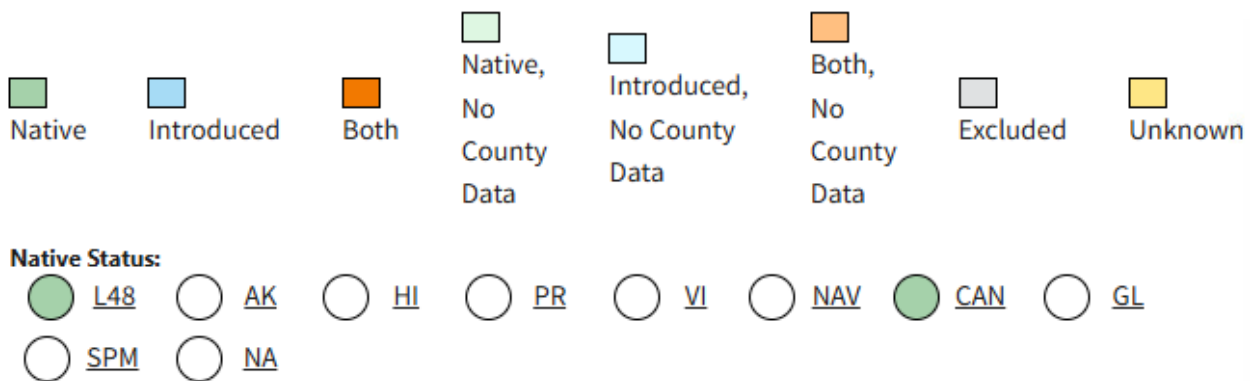 Native
Introduced
Both
Native,
No
County
Data
Introduced,
No County
Data
Both,
No
County
Data
Excluded
Unknown
Native Status:
L48 AK HI PR VI NAV CAN GL
SPM NA